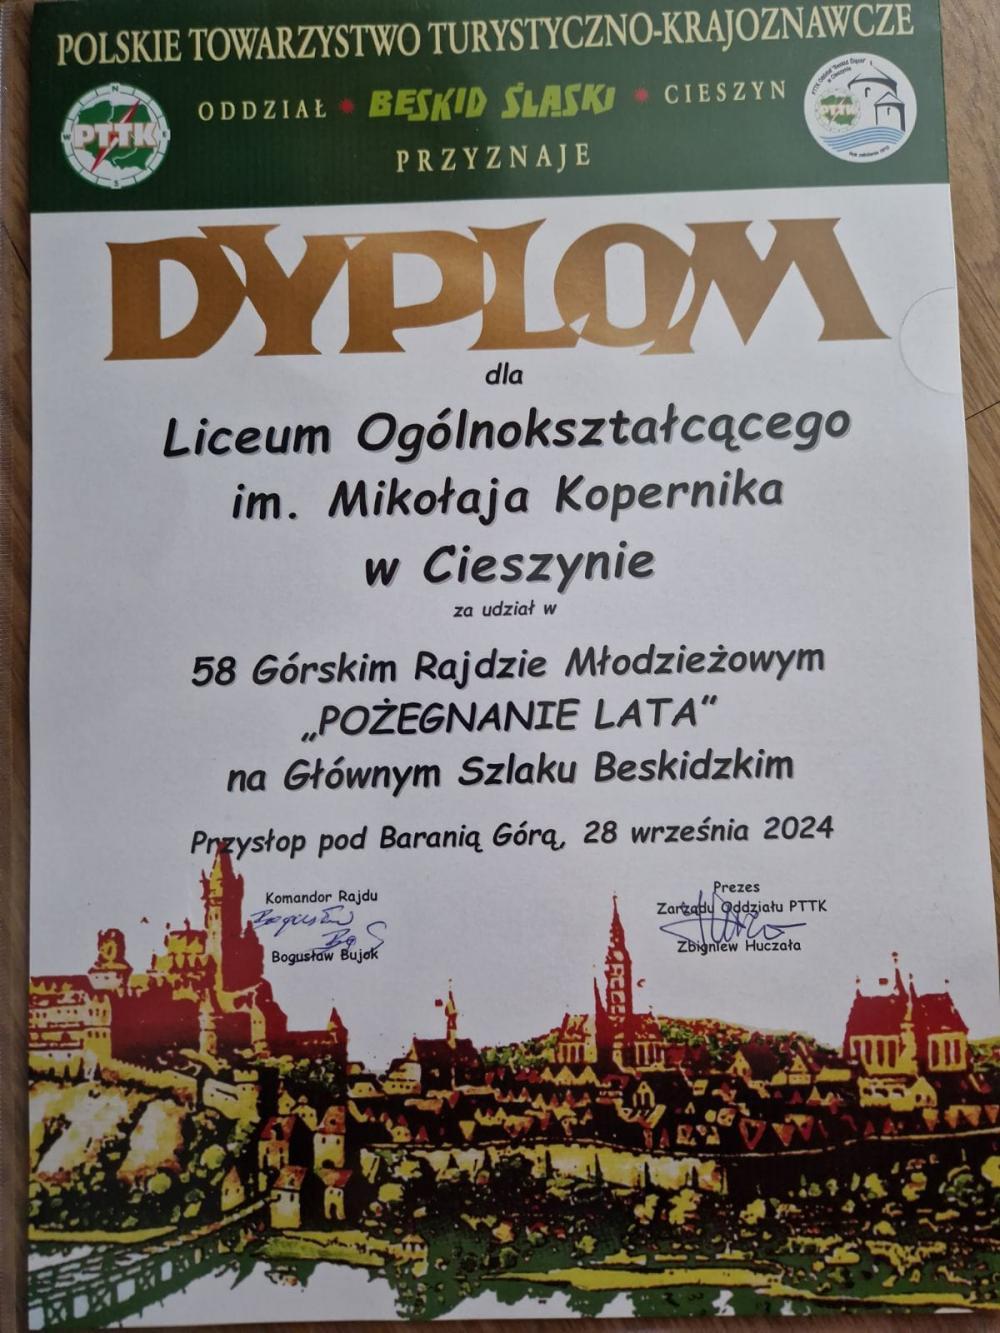 POLSKIE TOWARZYSTWO TURYSTYCZNO-KRAJOZNAWCZE
ODDZIAŁ * BESKID ŚLĄSKI * CIESZYN
PTTK
PRZYZNAJE
DYPLOM
dla
Liceum Ogólnokształcącego
im. Mikołaja Kopernika
w Cieszynie
za udział w
58 Górskim Rajdzie Młodzieżowym
„POŻEGNANIE LATA”
na Głównym Szlaku Beskidzkim
Przysłop pod Baranią Górą, 28 września 2024
Komandor Rajdu
Bogusław Bujok
Prezes
Zarządu Oddziału PTTK
Zbigniew Huczała